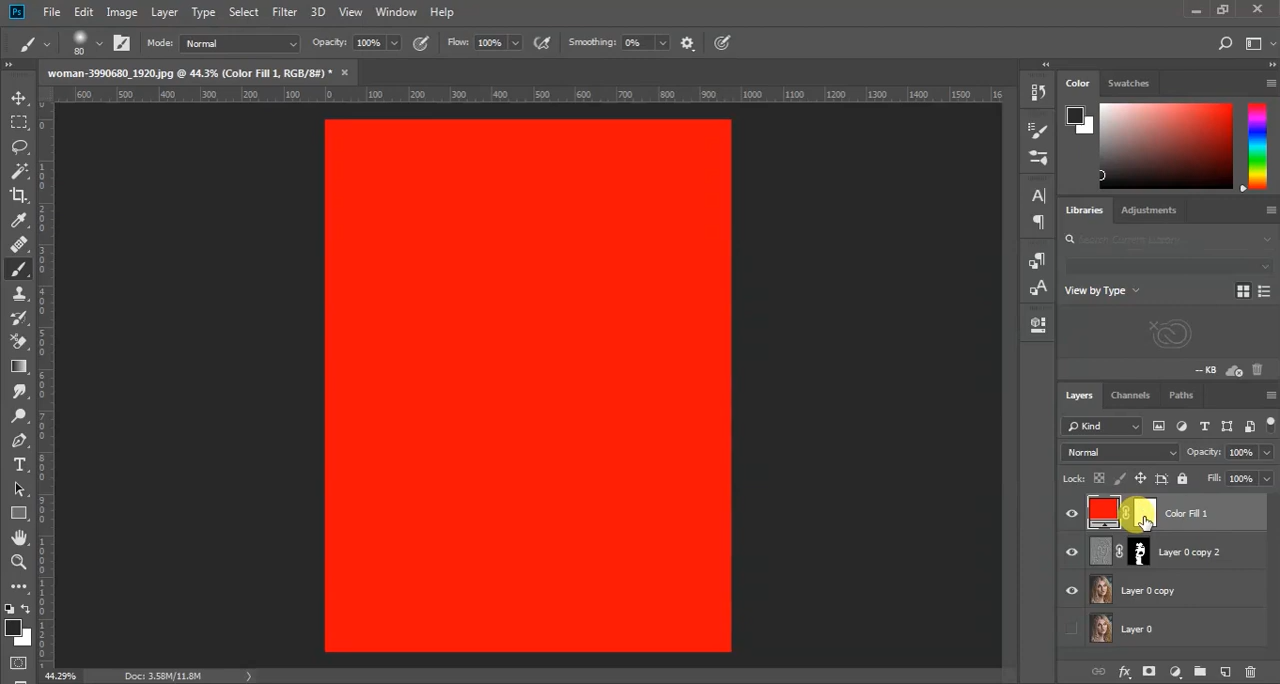 Ps File Edit Image Layer Type Select Filter 3D View Window Help
80 Mode: Normal Opacity: 100% Flow: 100% Smoothing: 0%
woman-3990680_1920.jpg @ 44.3% (Color Fill 1, RGB/8#) * ×
600 500 400 300 200 100 0 100 200 300 400 500 600 700 800 900 1000 1100 1200 1300 1400 1500
Color Swatches
Libraries Adjustments
View by Type
-- KB
Layers Channels Paths
Kind
Normal Opacity: 100%
Lock: Fill: 100%
Color Fill 1
Layer 0 copy 2
Layer 0 copy
Layer 0
44.29% Doc: 3.58M/11.8M